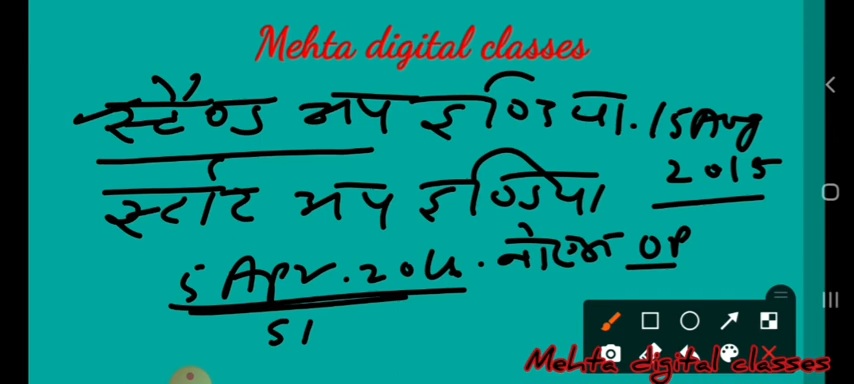 Mehta digital classes
स्टैण्ड अप इण्डिया. 15 Aug
2015
स्टार्ट अप इण्डिया
5 Apr. 2016. नोएडा UP
51
Mehta digital classes